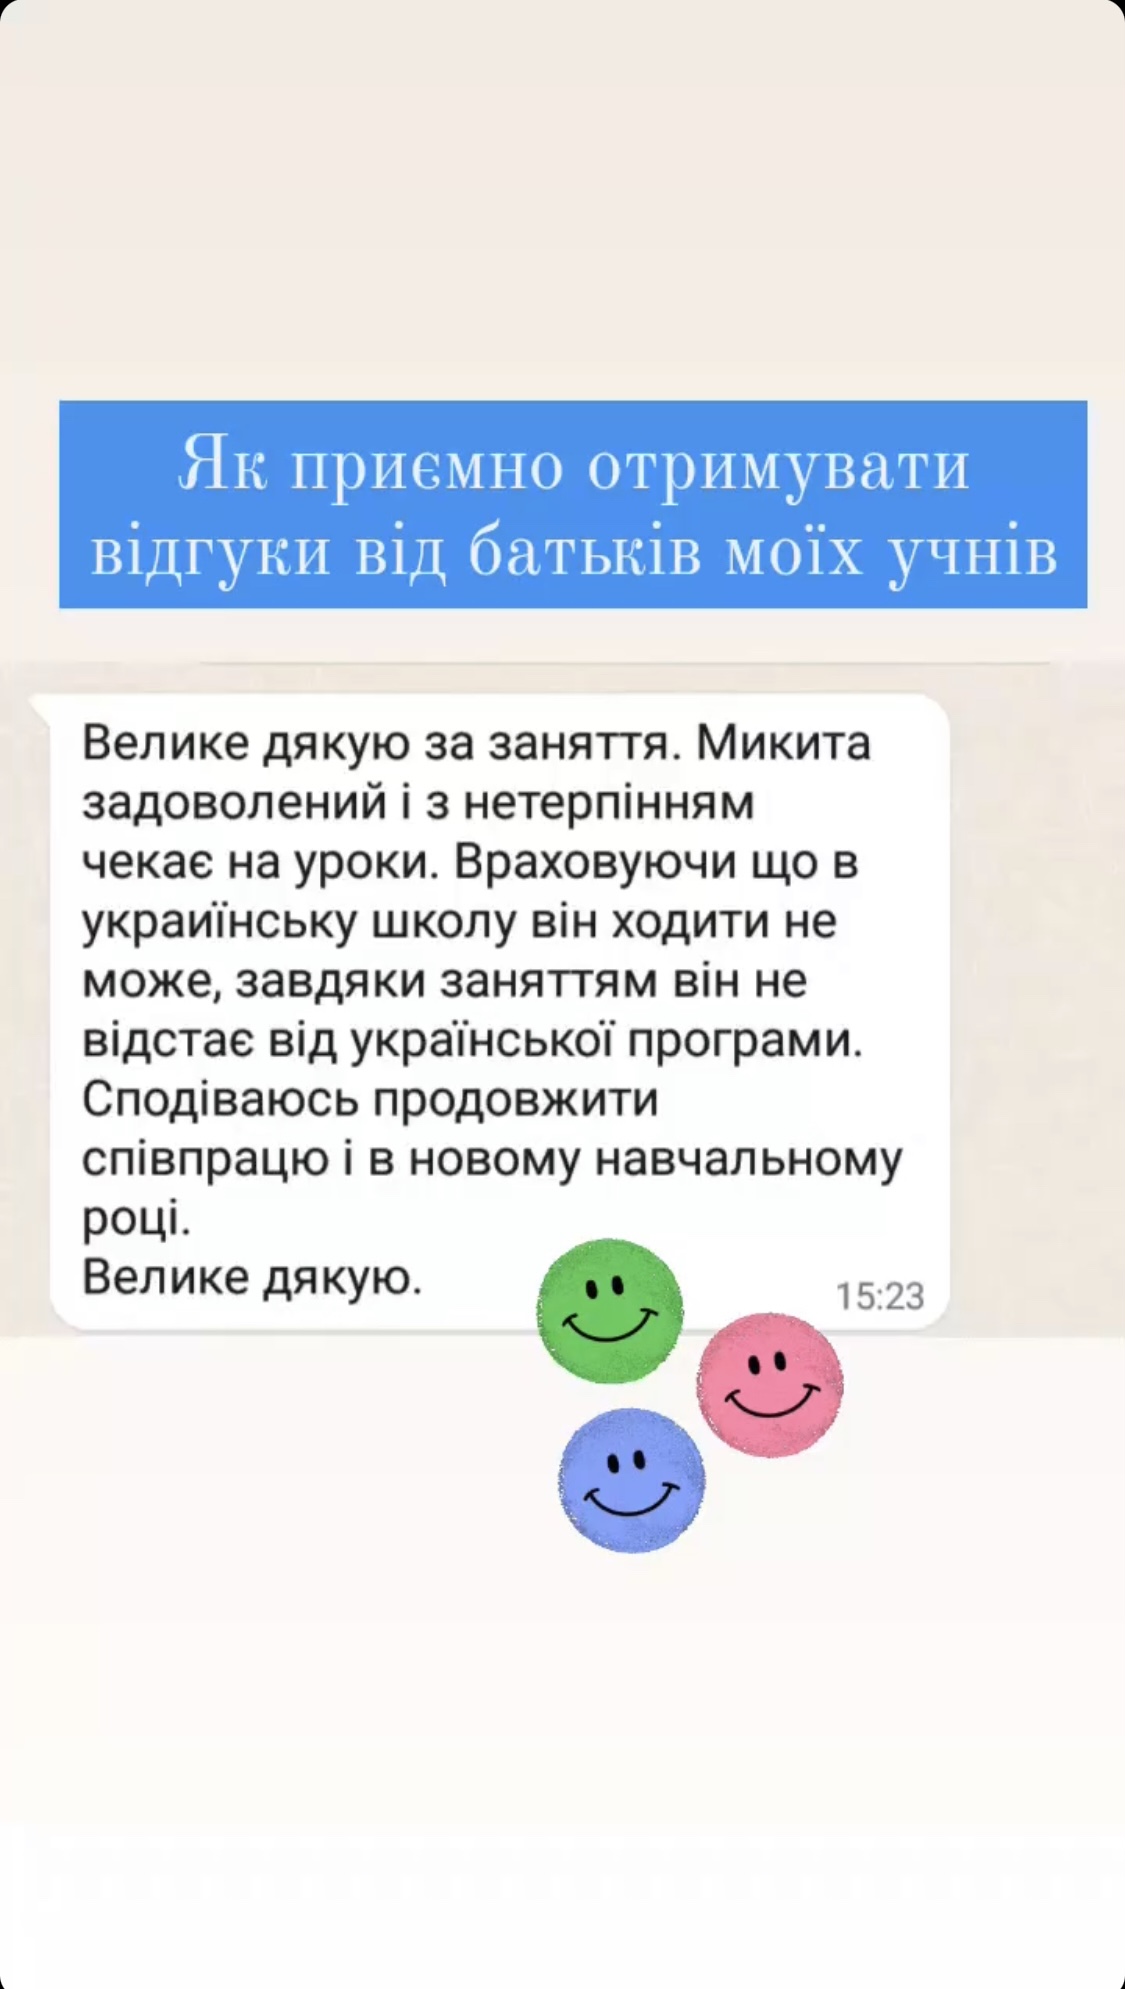 Як приємно отримувати
відгуки від батьків моїх учнів
Велике дякую за заняття. Микита
задоволений і з нетерпінням
чекає на уроки. Враховуючи що в
украиїнську школу він ходити не
може, завдяки заняттям він не
відстає від української програми.
Сподіваюсь продовжити
співпрацю і в новому навчальному
році.
Велике дякую.
15:23